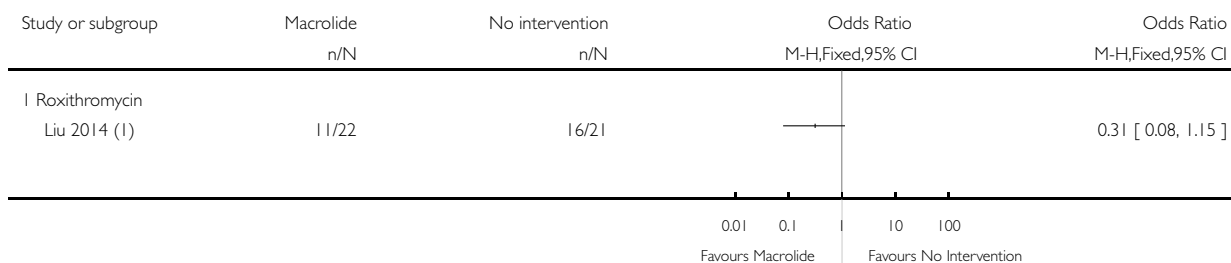 Study or subgroup Macrolide No intervention Odds Ratio Odds Ratio
n/N n/N M-H,Fixed,95% CI M-H,Fixed,95% CI
1 Roxithromycin
Liu 2014 (1) 11/22 16/21 0.31 [ 0.08, 1.15 ]
0.01 0.1 1 10 100
Favours Macrolide Favours No Intervention